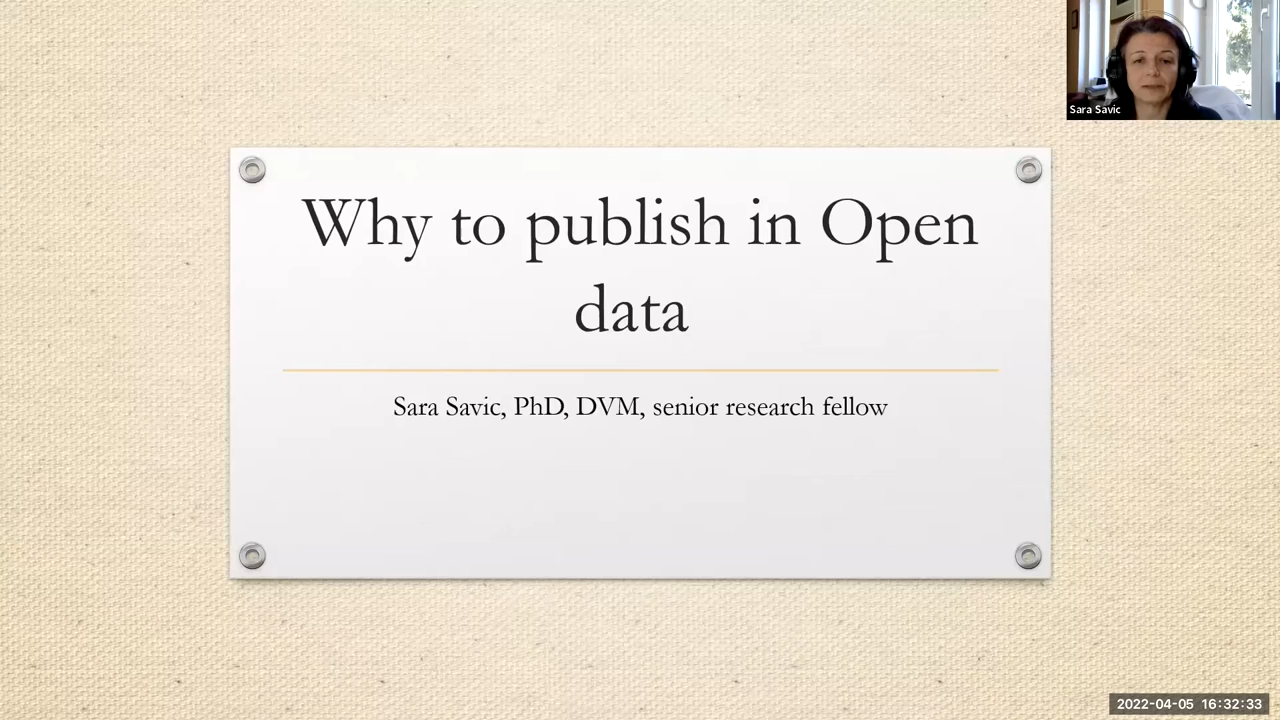 Sara Savic
Why to publish in Open
data
Sara Savic, PhD, DVM, senior research fellow
2022-04-05 16:32:33